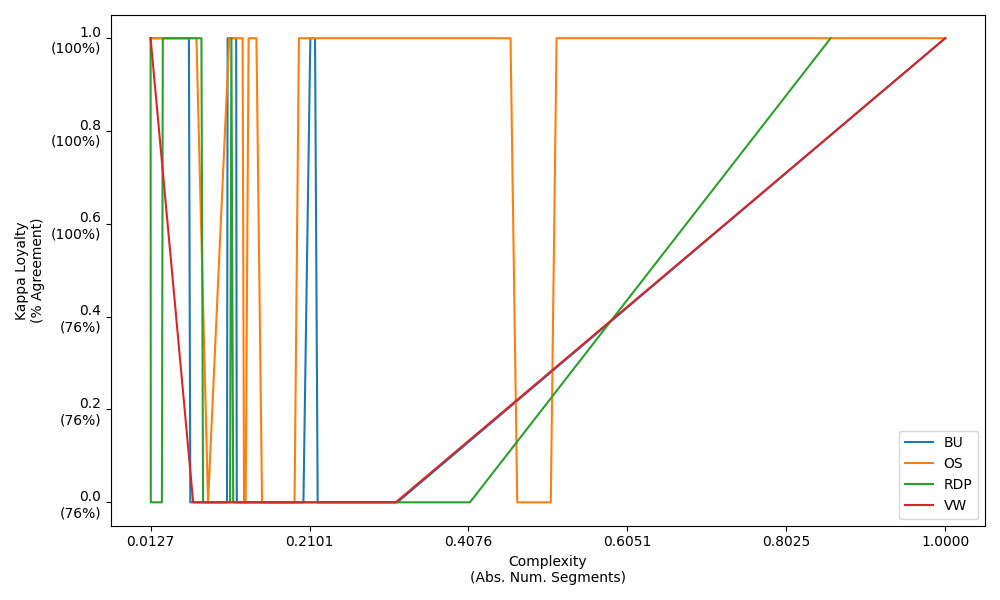 Kappa Loyalty
(% Agreement)
1.0
(100%)
0.8
(100%)
0.6
(100%)
0.4
(76%)
0.2
(76%)
0.0
(76%)
0.0127
0.2101
0.4076
0.6051
0.8025
1.0000
Complexity
(Abs. Num. Segments)
BU
OS
RDP
VW